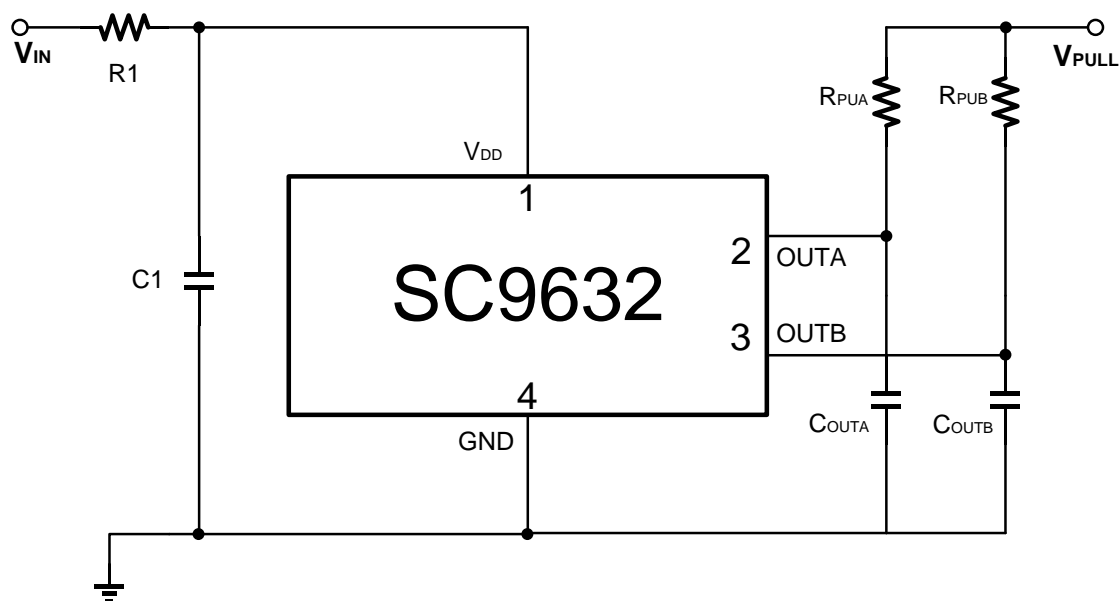 VIN
R1
VPULL
RPUA
RPUB
VDD
1
2
OUTA
SC9632
C1
3
OUTB
4
GND
COUTA
COUTB